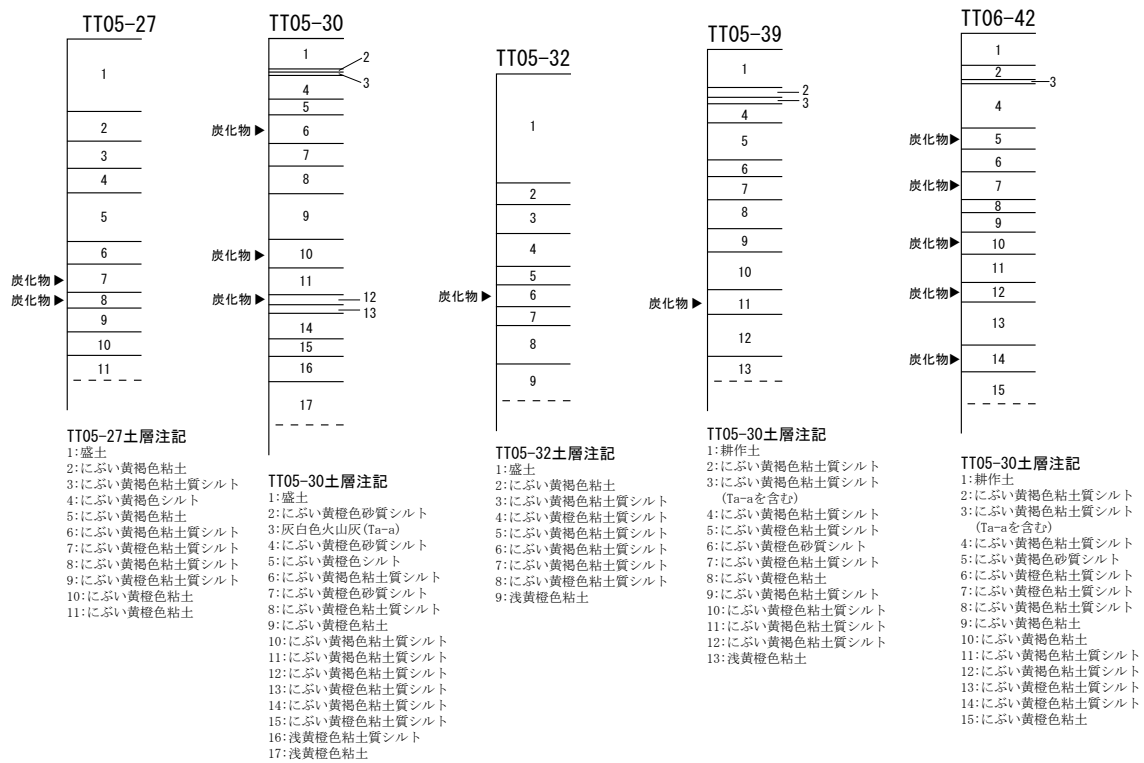 TT05-27
1
2
3
4
5
6
炭化物▶ 7
炭化物▶ 8
9
10
11
TT05-27土層注記
1:盛土
2:にぶい黄褐色粘土
3:にぶい黄褐色粘土質シルト
4:にぶい黄褐色シルト
5:にぶい黄褐色粘土
6:にぶい黄褐色粘土質シルト
7:にぶい黄橙色粘土質シルト
8:にぶい黄褐色粘土質シルト
9:にぶい黄橙色粘土質シルト
10:にぶい黄橙色粘土
11:にぶい黄橙色粘土
TT05-30
1
2
3
4
5
炭化物▶ 6
7
8
9
炭化物▶ 10
11
炭化物▶ 12
13
14
15
16
17
TT05-30土層注記
1:盛土
2:にぶい黄橙色砂質シルト
3:灰白色火山灰(Ta-a)
4:にぶい黄橙色砂質シルト
5:にぶい黄橙色シルト
6:にぶい黄褐色粘土質シルト
7:にぶい黄橙色砂質シルト
8:にぶい黄橙色粘土質シルト
9:にぶい黄橙色粘土
10:にぶい黄褐色粘土質シルト
11:にぶい黄橙色粘土質シルト
12:にぶい黄褐色粘土質シルト
13:にぶい黄橙色粘土質シルト
14:にぶい黄褐色粘土質シルト
15:にぶい黄橙色粘土質シルト
16:浅黄橙色粘土質シルト
17:浅黄橙色粘土
TT05-32
1
2
3
4
5
炭化物▶ 6
7
8
9
TT05-32土層注記
1:盛土
2:にぶい黄褐色粘土
3:にぶい黄橙色粘土質シルト
4:にぶい黄橙色粘土質シルト
5:にぶい黄橙色粘土質シルト
6:にぶい黄褐色粘土質シルト
7:にぶい黄褐色粘土質シルト
8:にぶい黄橙色粘土質シルト
9:浅黄橙色粘土
TT05-39
1
2
3
4
5
6
7
8
9
10
炭化物▶ 11
12
13
TT05-30土層注記
1:耕作土
2:にぶい黄褐色粘土質シルト
3:にぶい黄褐色粘土質シルト
(Ta-aを含む)
4:にぶい黄褐色粘土質シルト
5:にぶい黄橙色粘土質シルト
6:にぶい黄橙色砂質シルト
7:にぶい黄橙色粘土質シルト
8:にぶい黄橙色粘土
9:にぶい黄褐色粘土質シルト
10:にぶい黄橙色粘土質シルト
11:にぶい黄褐色粘土質シルト
12:にぶい黄褐色粘土質シルト
13:浅黄橙色粘土
TT06-42
1
2
3
4
炭化物▶ 5
6
炭化物▶ 7
8
9
炭化物▶ 10
11
炭化物▶ 12
13
炭化物▶ 14
15
TT05-30土層注記
1:耕作土
2:にぶい黄褐色粘土質シルト
3:にぶい黄褐色粘土質シルト
(Ta-aを含む)
4:にぶい黄褐色粘土質シルト
5:にぶい黄褐色砂質シルト
6:にぶい黄橙色粘土質シルト
7:にぶい黄橙色粘土質シルト
8:にぶい黄褐色粘土質シルト
9:にぶい黄褐色粘土
10:にぶい黄褐色粘土
11:にぶい黄橙色粘土質シルト
12:にぶい黄褐色粘土質シルト
13:にぶい黄橙色粘土質シルト
14:にぶい黄橙色粘土質シルト
15:にぶい黄橙色粘土